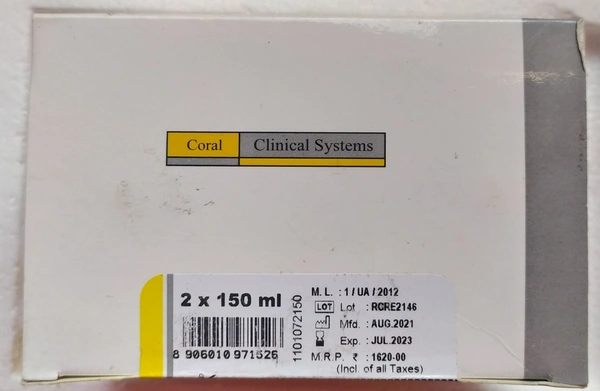 Coral Clinical Systems
2 x 150 ml
8 906010 971526
1101072150
M. L. : 1 / UA / 2012
LOT Lot : RCRE2146
Mfd. : AUG.2021
Exp. : JUL.2023
M.R.P. ₹ : 1620-00
(Incl. of all Taxes)